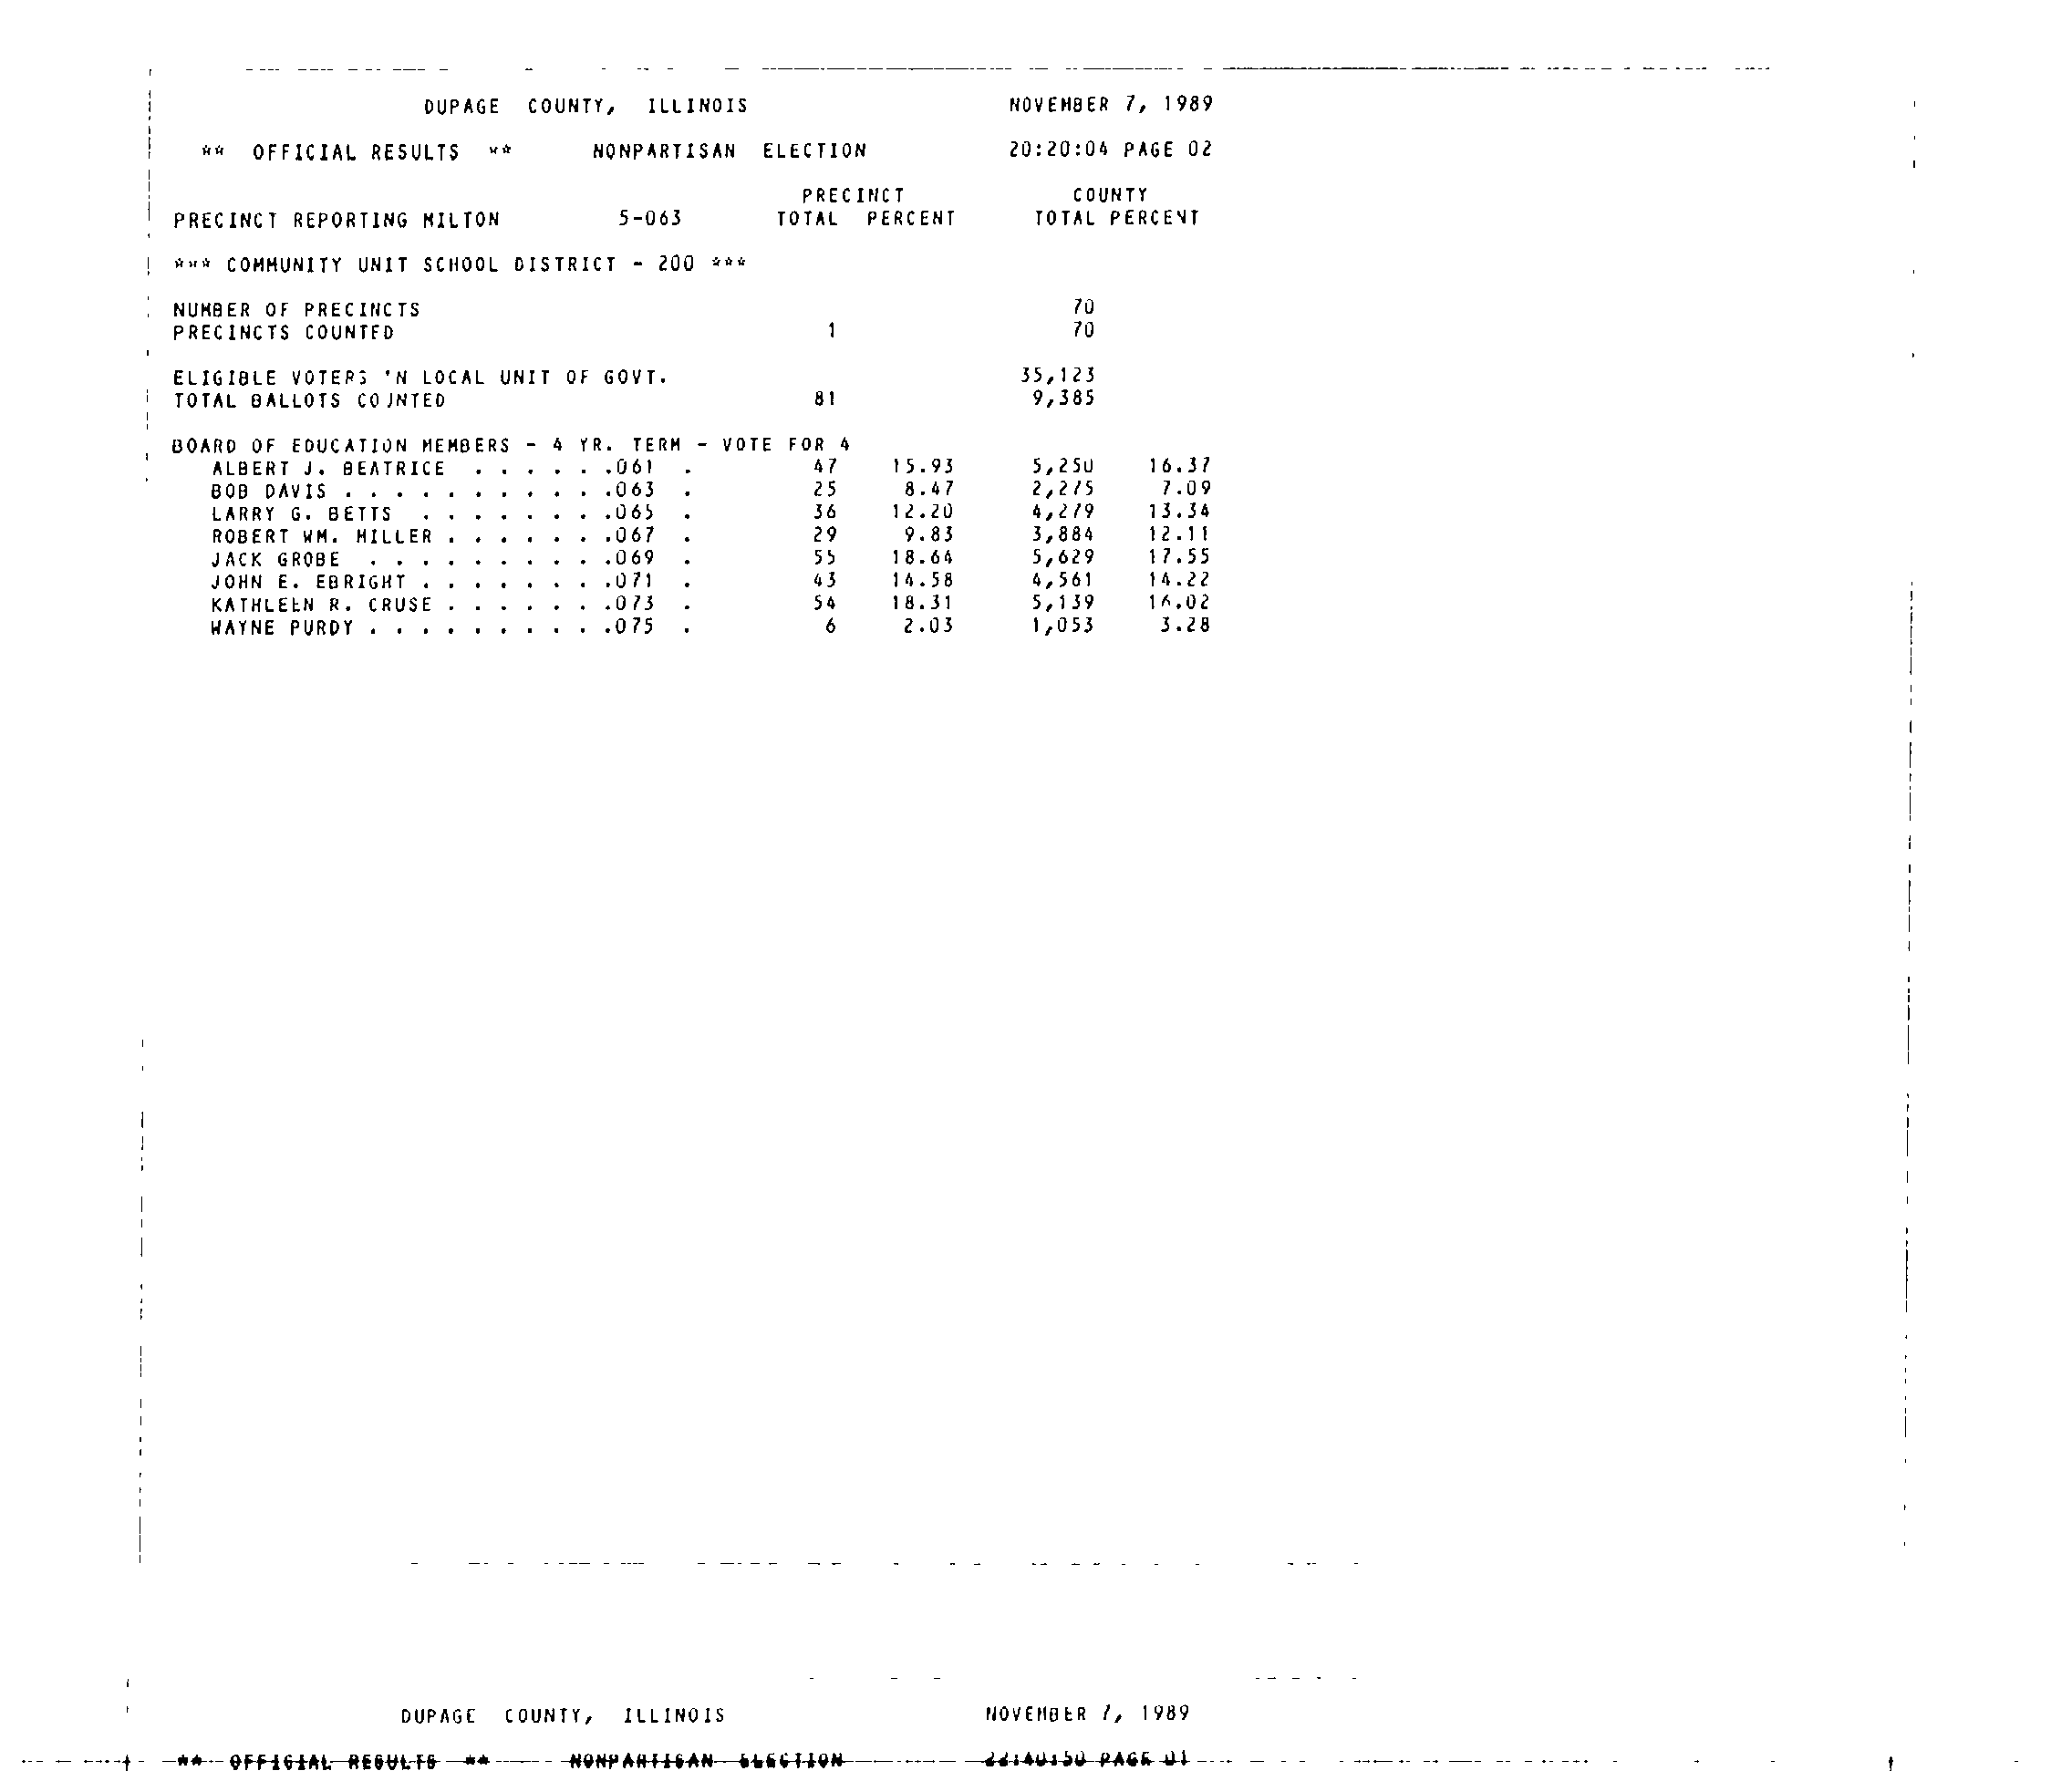 DUPAGE COUNTY, ILLINOIS NOVEMBER 7, 1989
** OFFICIAL RESULTS ** NONPARTISAN ELECTION 20:20:04 PAGE 02
PRECINCT COUNTY
PRECINCT REPORTING MILTON 5-063 TOTAL PERCENT TOTAL PERCENT
*** COMMUNITY UNIT SCHOOL DISTRICT - 200 ***
NUMBER OF PRECINCTS 70
PRECINCTS COUNTED 1 70
ELIGIBLE VOTERS 'N LOCAL UNIT OF GOVT. 35,123
TOTAL BALLOTS COUNTED 81 9,385
BOARD OF EDUCATION MEMBERS - 4 YR. TERM - VOTE FOR 4
ALBERT J. BEATRICE . . . . . .061 . 47 15.93 5,250 16.37
BOB DAVIS . . . . . . . . . . .063 . 25 8.47 2,275 7.09
LARRY G. BETTS . . . . . . . .065 . 36 12.20 4,279 13.34
ROBERT WM. MILLER . . . . . . .067 . 29 9.83 3,884 12.11
JACK GROBE . . . . . . . . . .069 . 55 18.64 5,629 17.55
JOHN E. EBRIGHT . . . . . . . .071 . 43 14.58 4,561 14.22
KATHLEEN R. CRUSE . . . . . . .073 . 54 18.31 5,139 16.02
WAYNE PURDY . . . . . . . . . .075 . 6 2.03 1,053 3.28
DUPAGE COUNTY, ILLINOIS NOVEMBER 7, 1989
** OFFICIAL RESULTS ** NONPARTISAN ELECTION PAGE 01